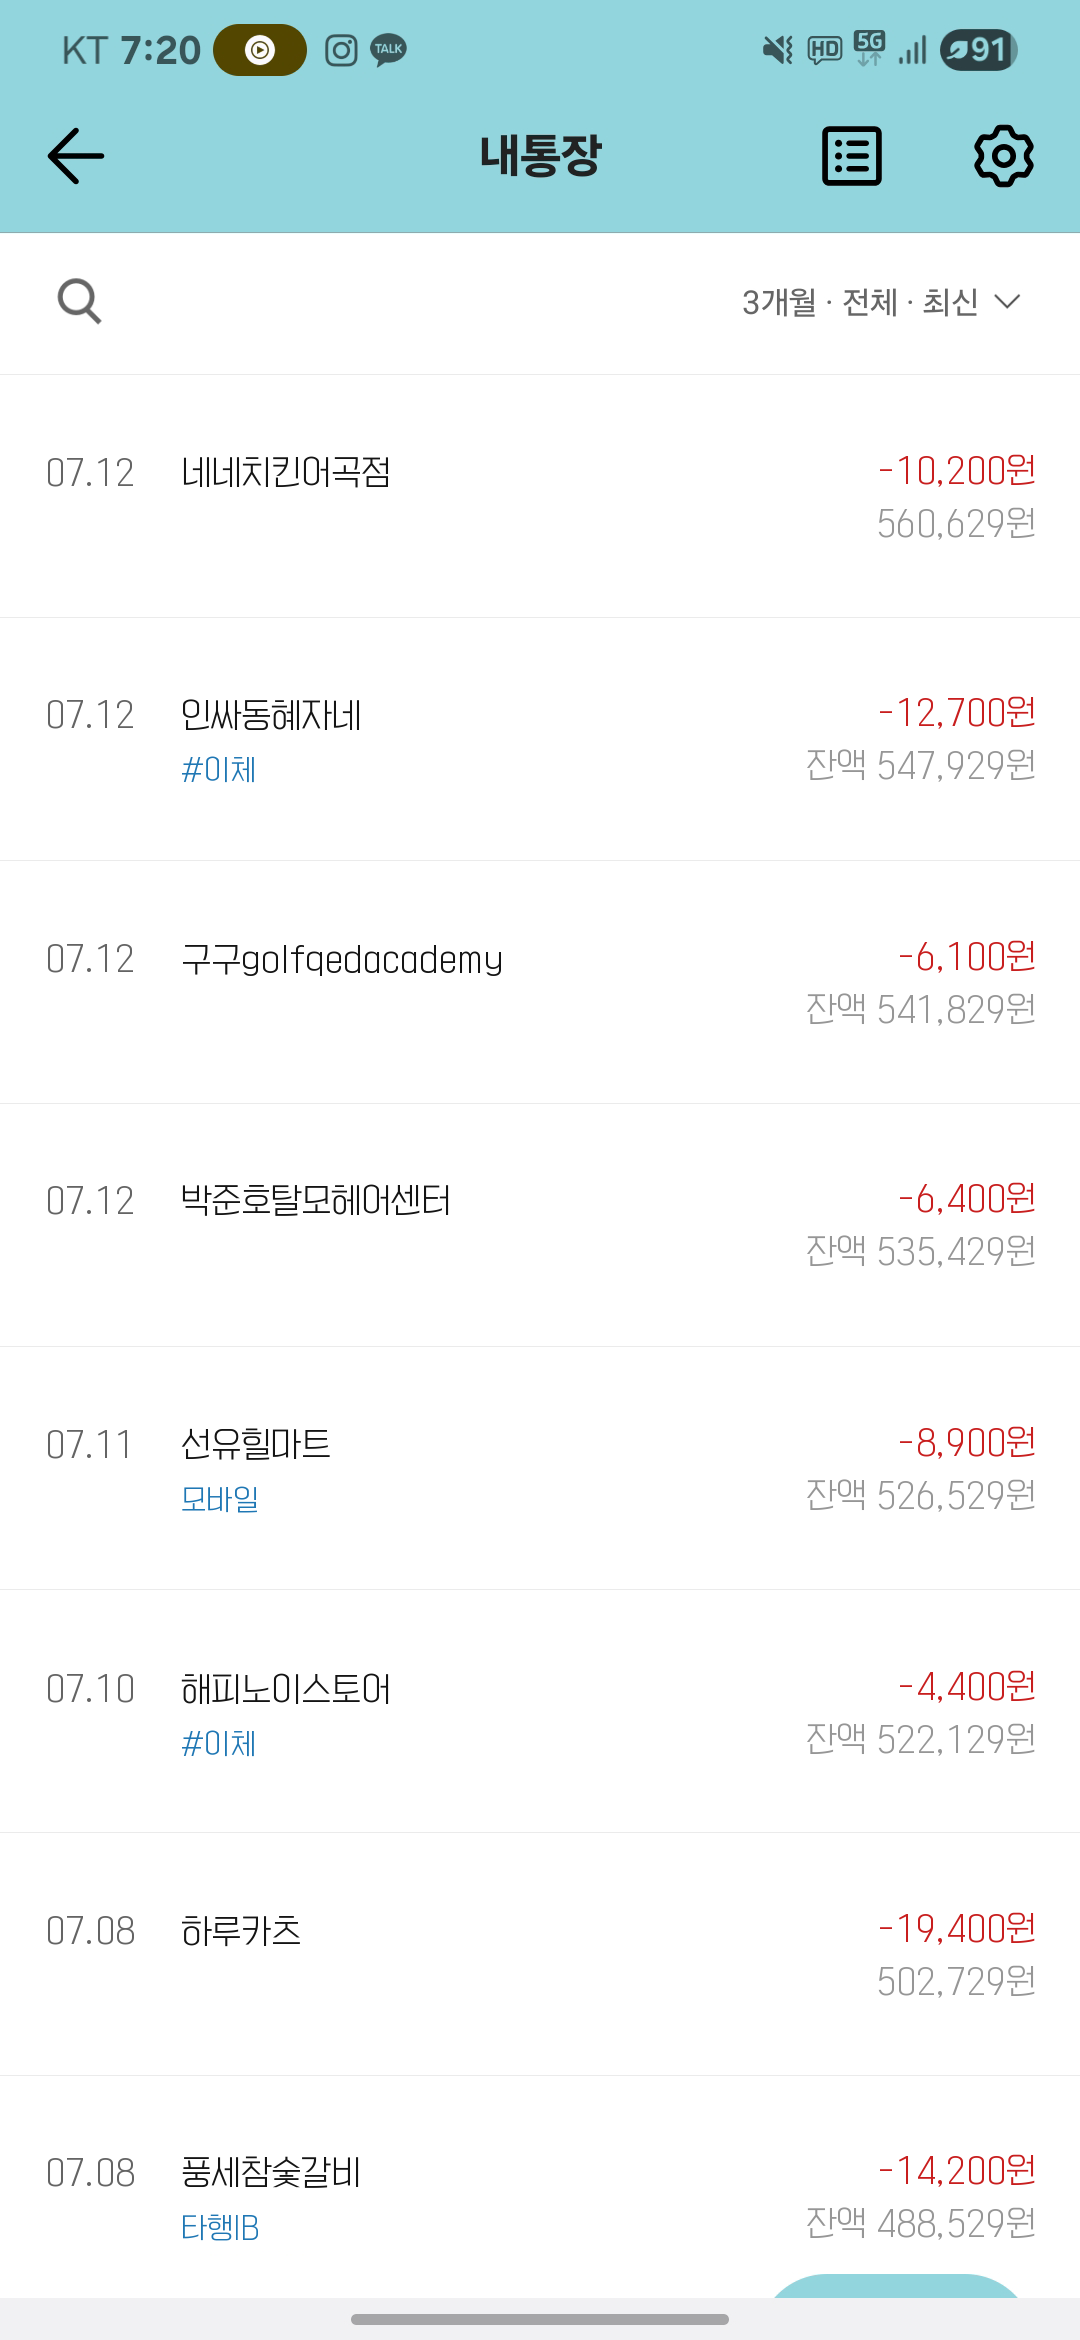 KT 7:20 TALK HD 5G 91
내통장
3개월 · 전체 · 최신
07.12 네네치킨어곡점 -10,200원
560,629원
07.12 인싸동혜자네 -12,700원
#이체 잔액 547,929원
07.12 구구golfqedacademy -6,100원
잔액 541,829원
07.12 박준호탈모헤어센터 -6,400원
잔액 535,429원
07.11 선유힐마트 -8,900원
모바일 잔액 526,529원
07.10 해피노이스토어 -4,400원
#이체 잔액 522,129원
07.08 하루카츠 -19,400원
502,729원
07.08 풍세참숯갈비 -14,200원
타행IB 잔액 488,529원